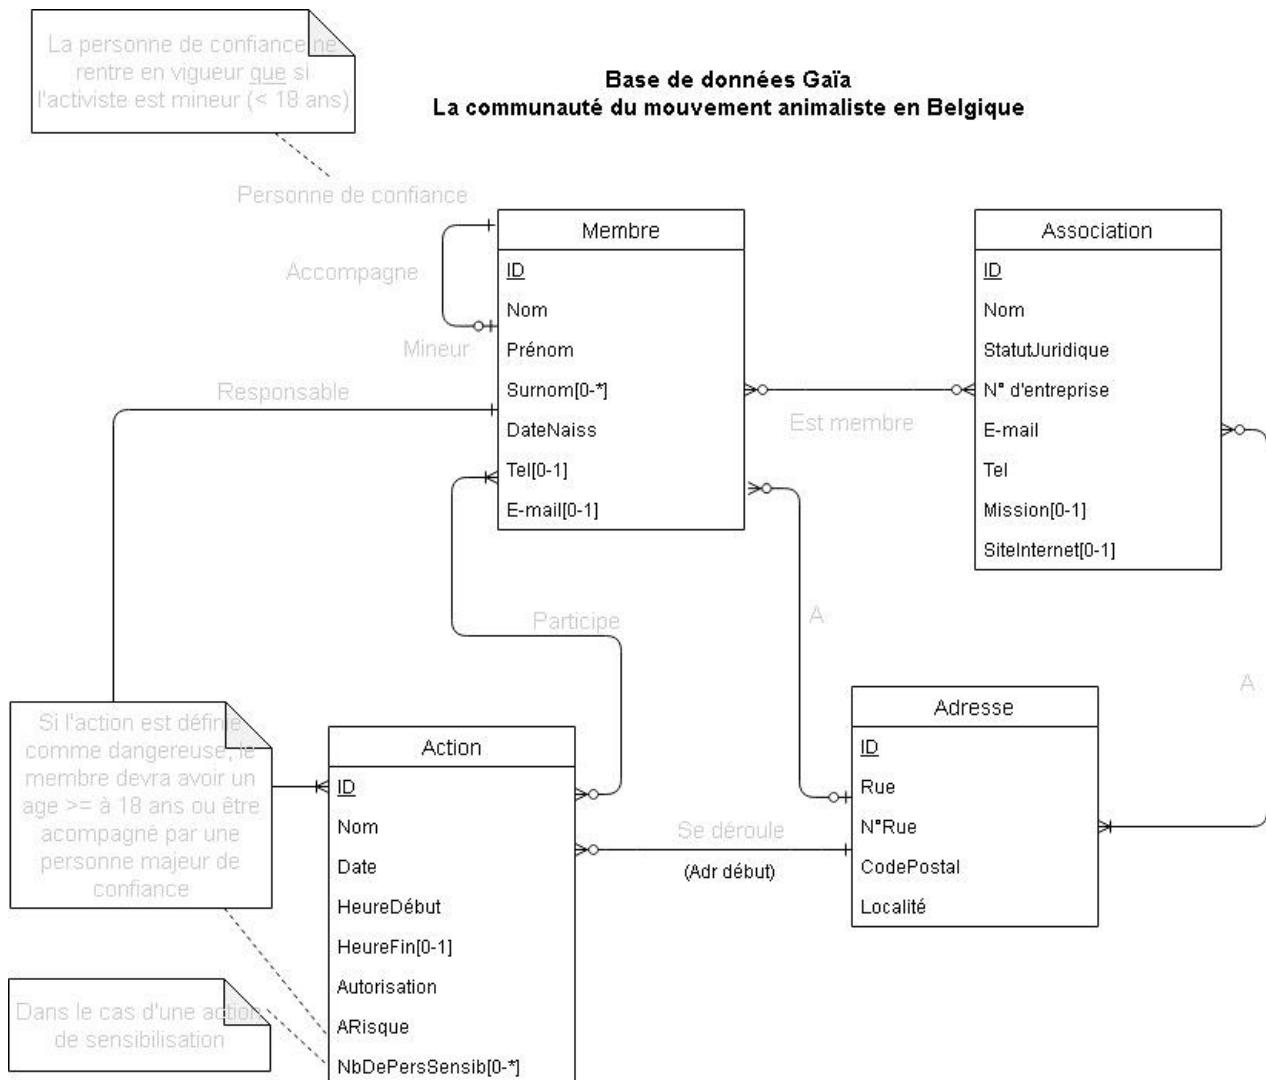 La personne de confiance ne
rentre en vigueur que si
l'activiste est mineur (< 18 ans)
Base de données Gaïa
La communauté du mouvement animaliste en Belgique
Personne de confiance
Accompagne
Mineur
Responsable
Membre
ID
Nom
Prénom
Surnom[0-*]
DateNaiss
Tel[0-1]
E-mail[0-1]
Est membre
Association
ID
Nom
StatutJuridique
N° d'entreprise
E-mail
Tel
Mission[0-1]
SiteInternet[0-1]
Participe
A
A
Si l'action est définie
comme dangereuse, le
membre devra avoir un
age >= à 18 ans ou être
acompagné par une
personne majeur de
confiance
Action
ID
Nom
Date
HeureDébut
HeureFin[0-1]
Autorisation
ARisque
NbDePersSensib[0-*]
Se déroule
(Adr début)
Adresse
ID
Rue
N°Rue
CodePostal
Localité
Dans le cas d'une action
de sensibilisation